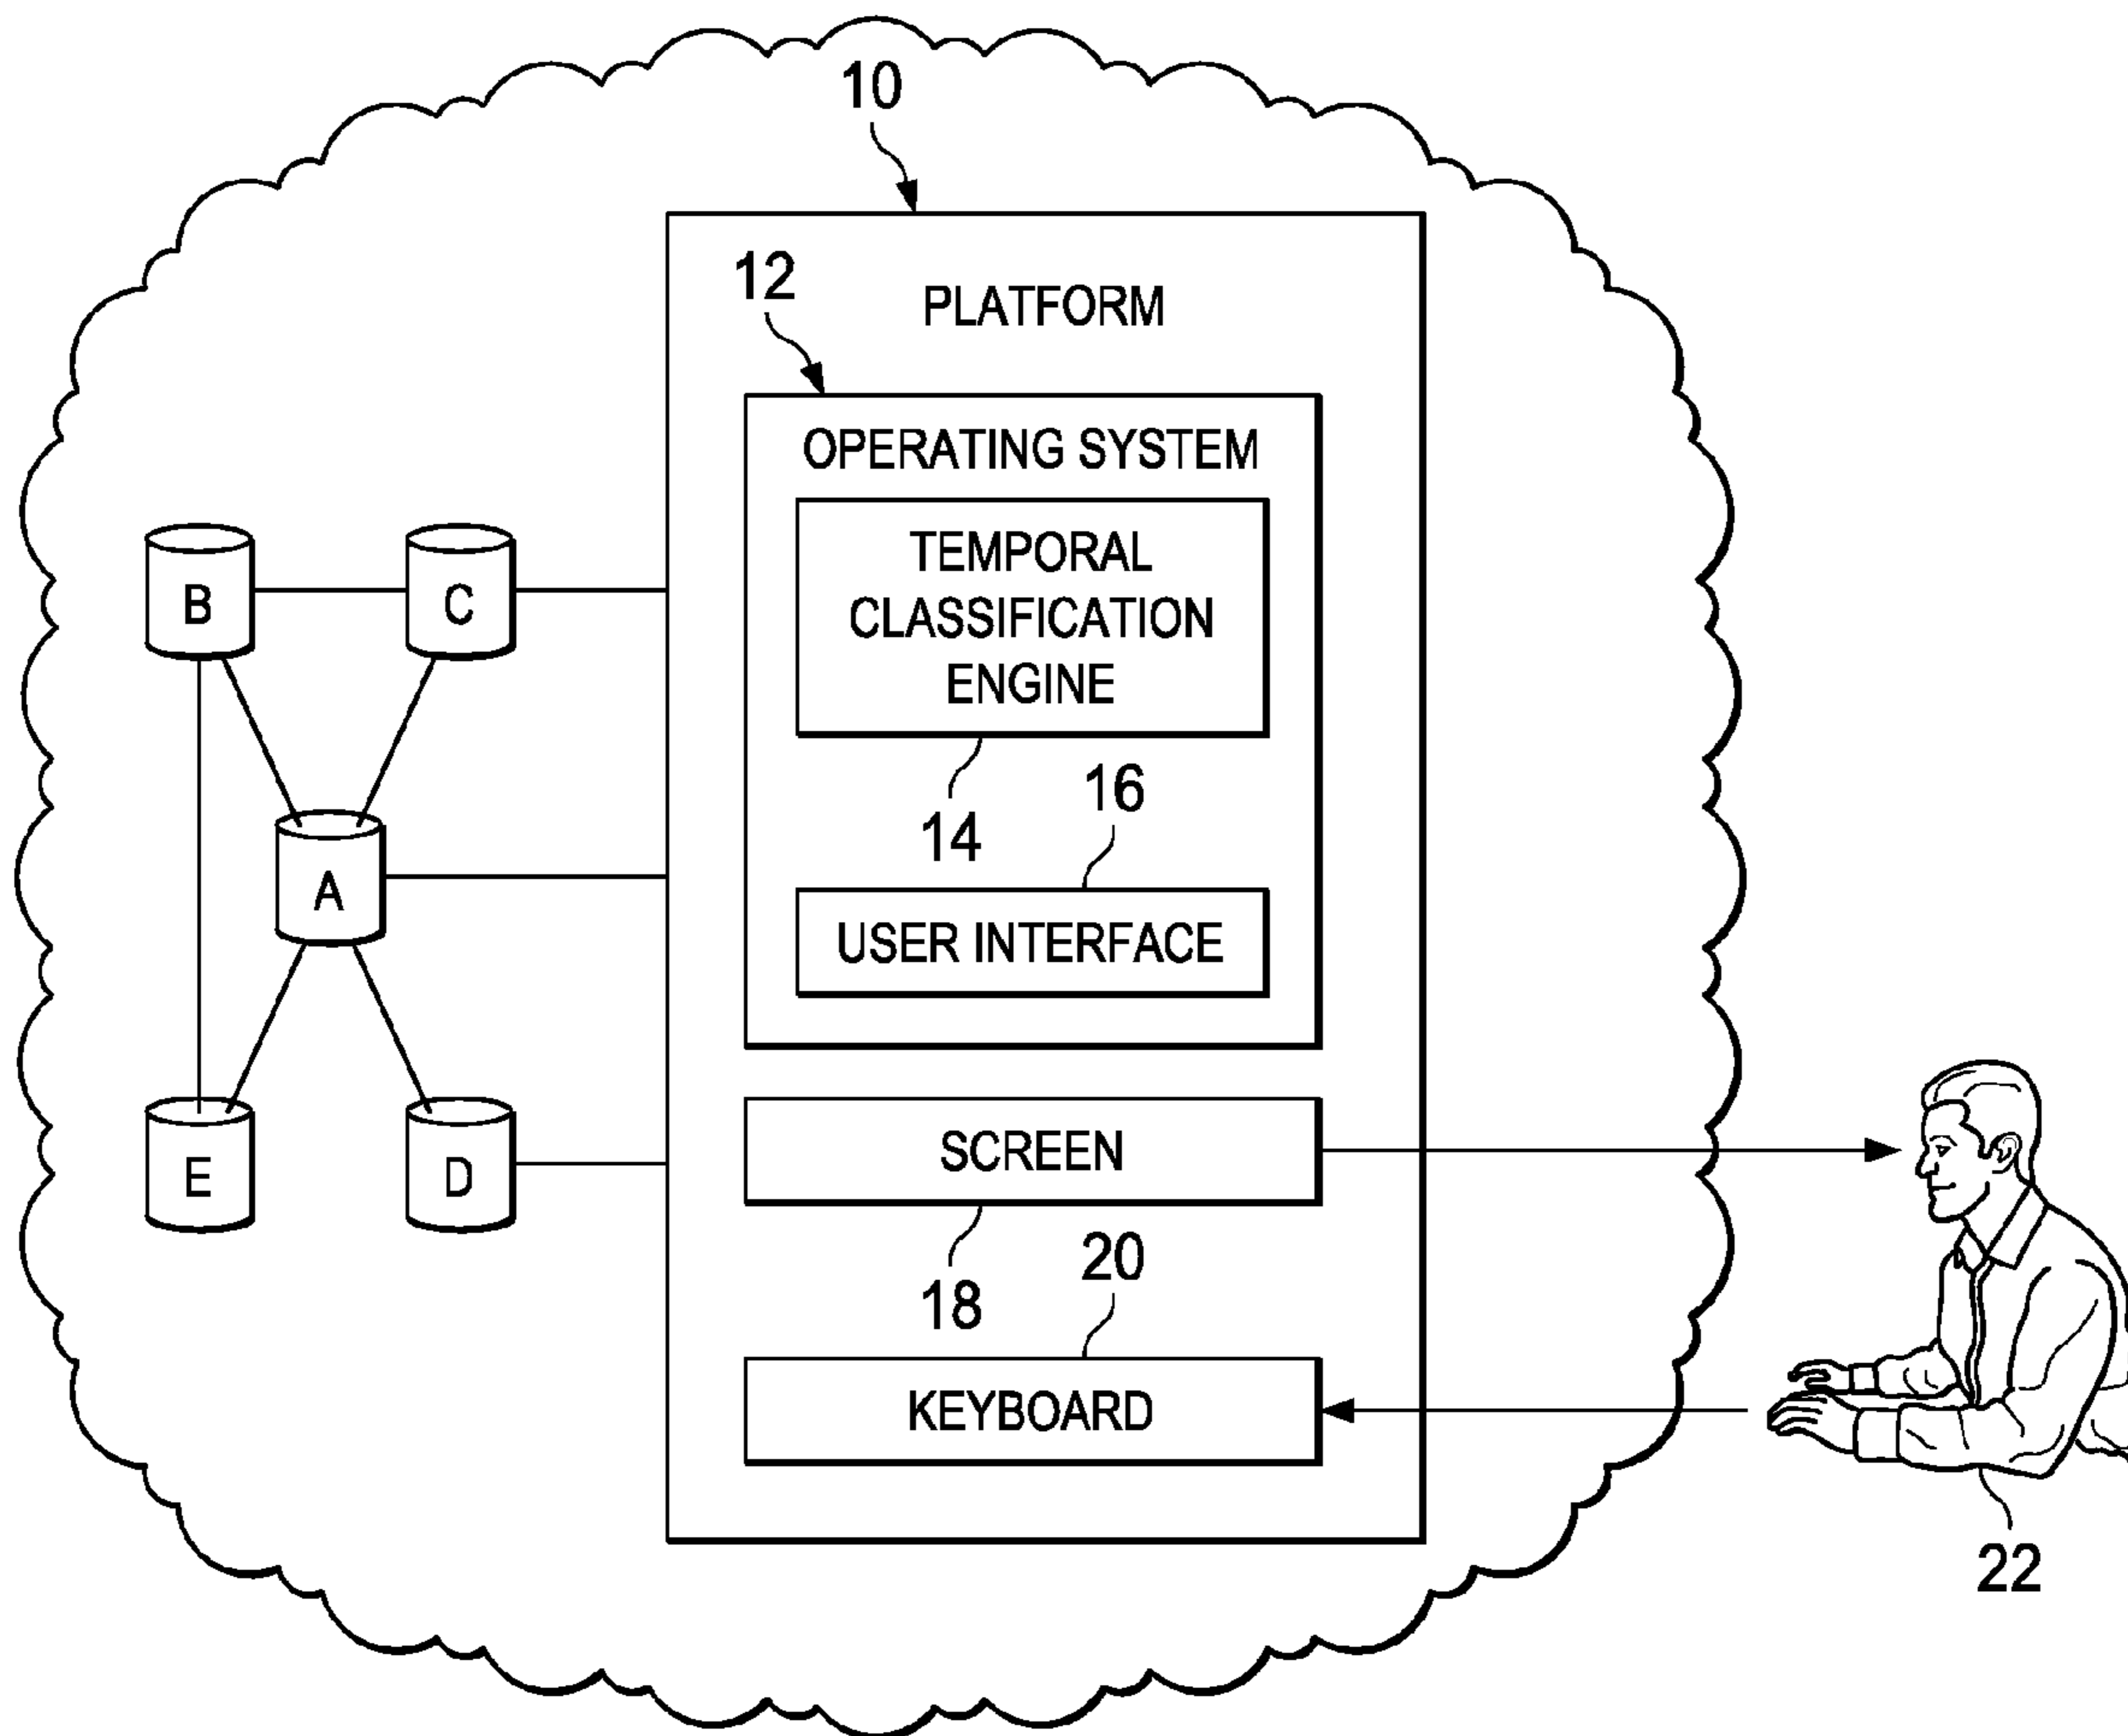 10
12
PLATFORM
OPERATING SYSTEM
TEMPORAL
CLASSIFICATION
ENGINE
14
16
USER INTERFACE
B
C
A
E
D
SCREEN
18
20
KEYBOARD
22